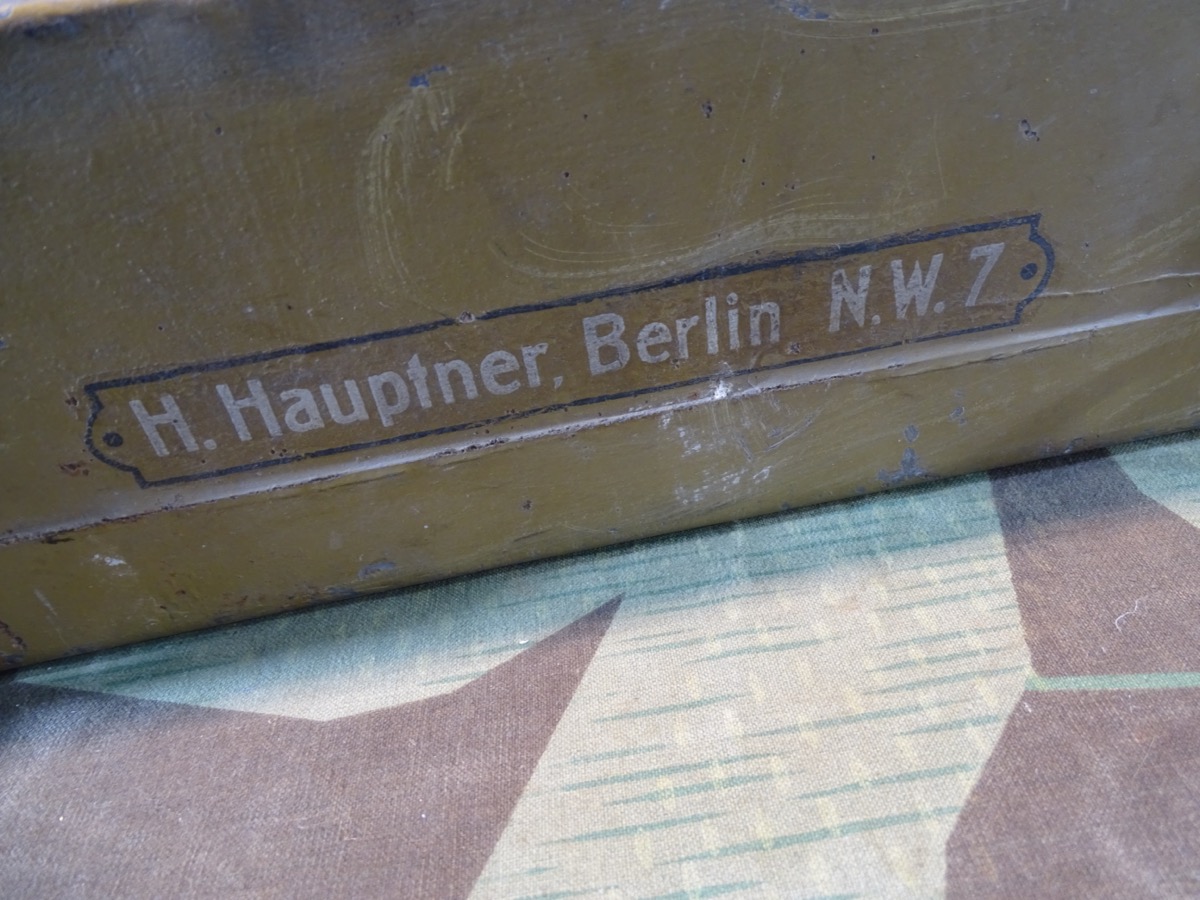 H. Hauptner, Berlin N.W. 7